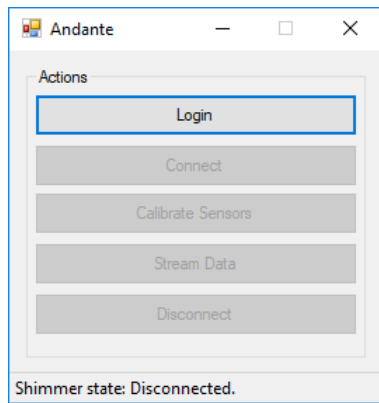 Andante
Actions
Login
Connect
Calibrate Sensors
Stream Data
Disconnect
Shimmer state: Disconnected.